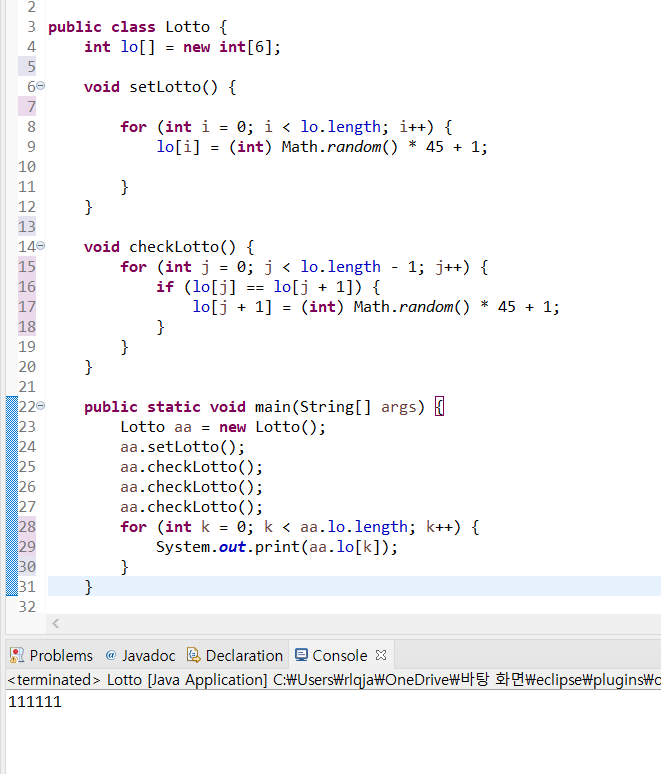 2
3 public class Lotto {
4     int lo[] = new int[6];
5
6     void setLotto() {
7
8         for (int i = 0; i < lo.length; i++) {
9             lo[i] = (int) Math.random() * 45 + 1;
10
11         }
12     }
13
14     void checkLotto() {
15         for (int j = 0; j < lo.length - 1; j++) {
16             if (lo[j] == lo[j + 1]) {
17                 lo[j + 1] = (int) Math.random() * 45 + 1;
18             }
19         }
20     }
21
22     public static void main(String[] args) {
23         Lotto aa = new Lotto();
24         aa.setLotto();
25         aa.checkLotto();
26         aa.checkLotto();
27         aa.checkLotto();
28         for (int k = 0; k < aa.lo.length; k++) {
29             System.out.print(aa.lo[k]);
30         }
31     }
32
Problems @ Javadoc Declaration Console
<terminated> Lotto [Java Application] C:₩Users₩rlqja₩OneDrive₩바탕 화면₩eclipse₩plugins₩o
111111